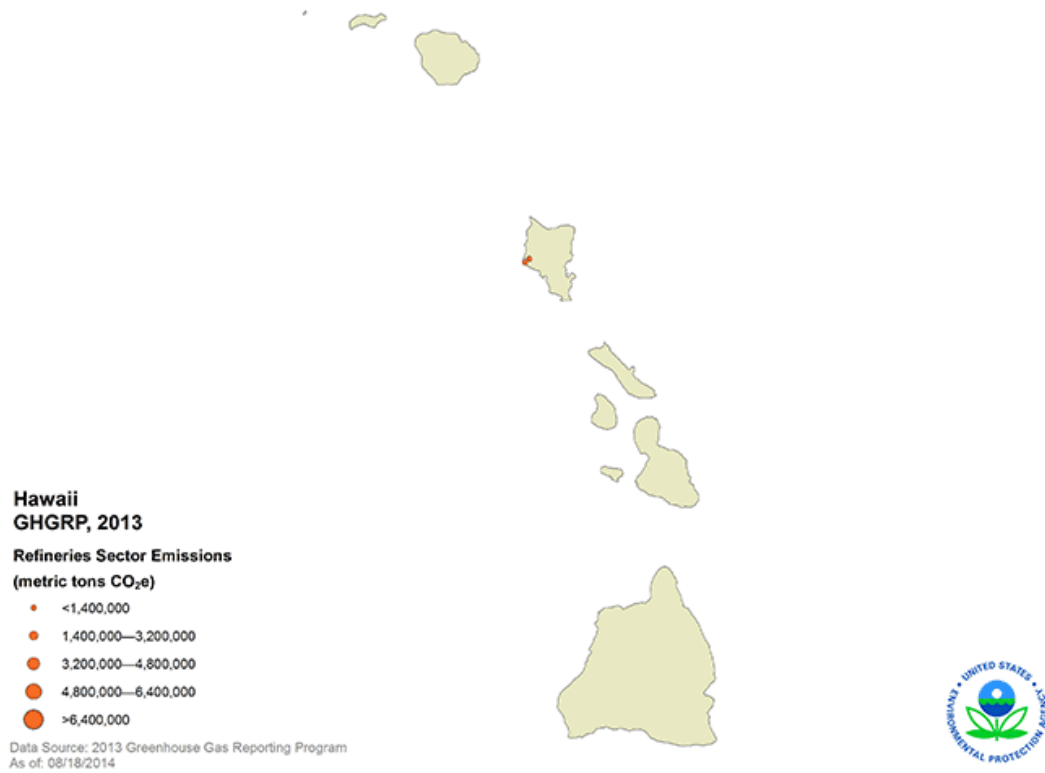 Hawaii
GHGRP, 2013
Refineries Sector Emissions
(metric tons CO₂e)
<1,400,000
1,400,000—3,200,000
3,200,000—4,800,000
4,800,000—6,400,000
>6,400,000
Data Source: 2013 Greenhouse Gas Reporting Program
As of: 08/18/2014
UNITED STATES
ENVIRONMENTAL PROTECTION AGENCY